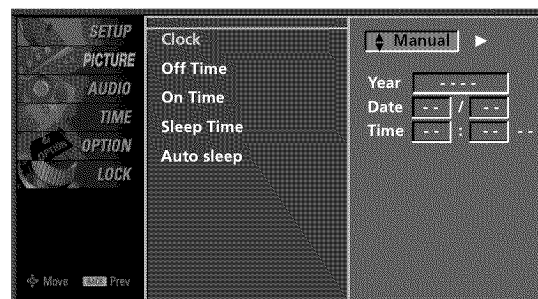 SETUP
PICTURE
AUDIO
TIME
OPTION
LOCK
Move BACK Prev
Clock
Off Time
On Time
Sleep Time
Auto sleep
Manual
Year - - - -
Date - - / - -
Time - - : - - - -